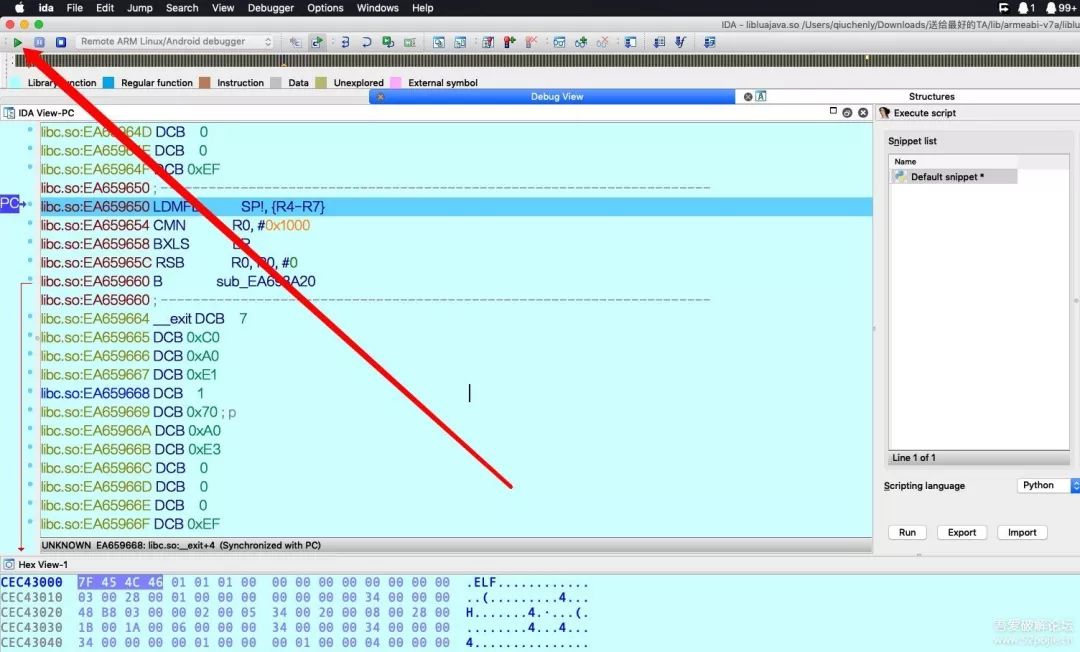 ida File Edit Jump Search View Debugger Options Windows Help 1 99+
IDA - libluajava.so /Users/qiuchenly/Downloads/送给最好的TA/lib/armeabi-v7a/liblu
Remote ARM Linux/Android debugger
Library function Regular function Instruction Data Unexplored External symbol
Debug View Structures
IDA View-PC Execute script
libc.so:EA65964D DCB 0
libc.so:EA65964E DCB 0
libc.so:EA65964F DCB 0xEF
libc.so:EA659650 ; ---------------------------------------------------------------------------
PC libc.so:EA659650 LDMFD SP!, {R4-R7}
libc.so:EA659654 CMN R0, #0x1000
libc.so:EA659658 BXLS LR
libc.so:EA65965C RSB R0, R0, #0
libc.so:EA659660 B sub_EA693A20
libc.so:EA659660 ; ---------------------------------------------------------------------------
libc.so:EA659664 __exit DCB 7
libc.so:EA659665 DCB 0xC0
libc.so:EA659666 DCB 0xA0
libc.so:EA659667 DCB 0xE1
libc.so:EA659668 DCB 1
libc.so:EA659669 DCB 0x70 ; p
libc.so:EA65966A DCB 0xA0
libc.so:EA65966B DCB 0xE3
libc.so:EA65966C DCB 0
libc.so:EA65966D DCB 0
libc.so:EA65966E DCB 0
libc.so:EA65966F DCB 0xEF
UNKNOWN EA659668: libc.so:__exit+4 (Synchronized with PC)
Snippet list
Name
Default snippet *
Line 1 of 1
Scripting language Python
Run Export Import
Hex View-1
CEC43000 7F 45 4C 46 01 01 01 00 00 00 00 00 00 00 00 00 .ELF............
CEC43010 03 00 28 00 01 00 00 00 00 00 00 00 34 00 00 00 ..(.........4...
CEC43020 48 B8 03 00 00 02 00 05 34 00 20 00 08 00 28 00 H.......4. ...(.
CEC43030 1B 00 1A 00 06 00 00 00 34 00 00 00 34 00 00 00 ........4...4...
CEC43040 34 00 00 00 00 01 00 00 00 01 00 00 04 00 00 00 4...............
吾爱破解论坛
www.52pojie.cn